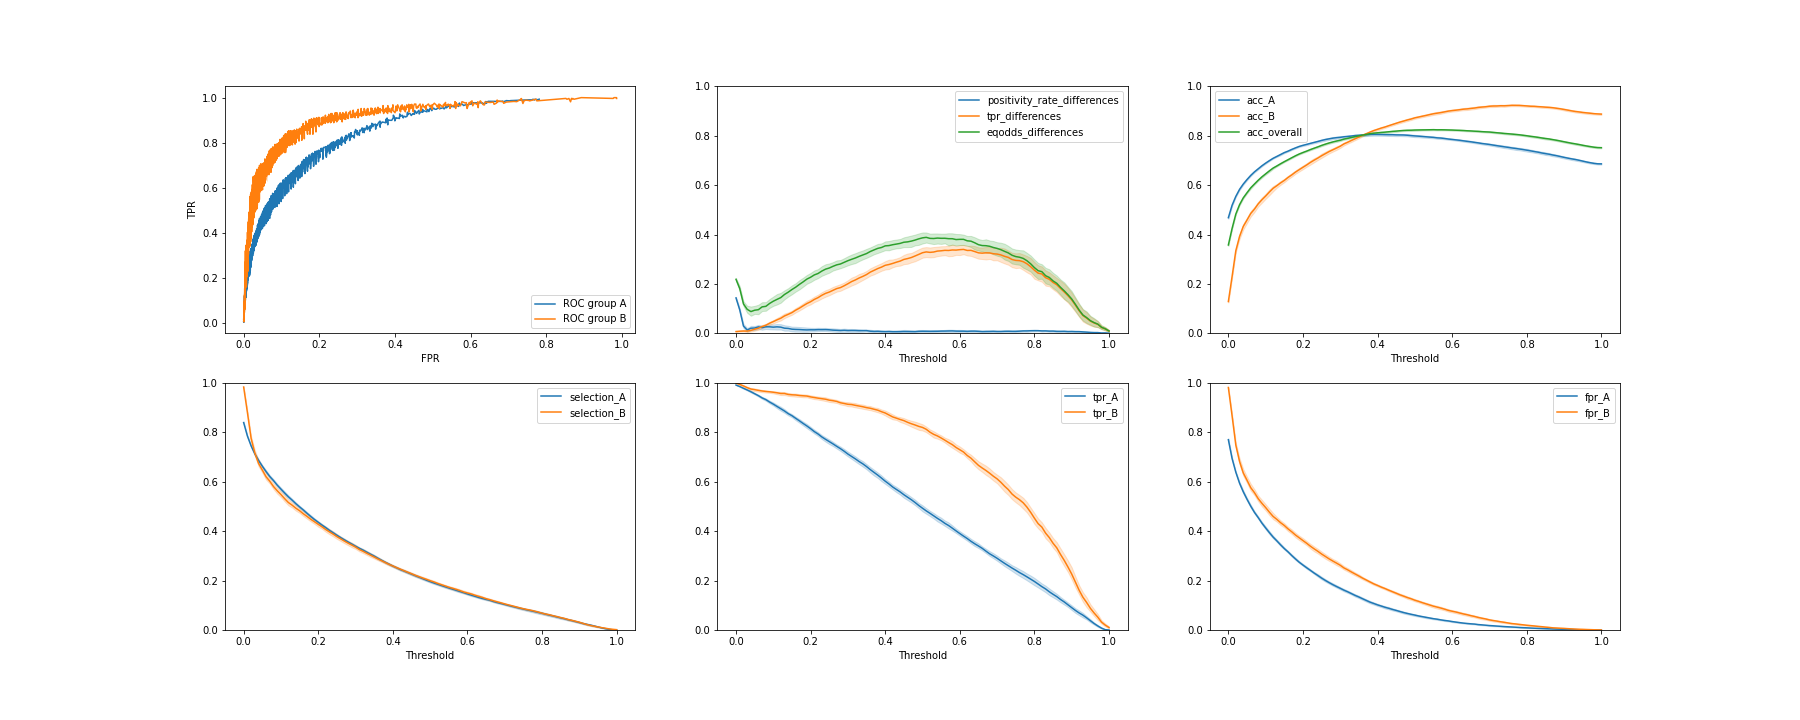 1.0
0.8
0.6
0.4
0.2
0.0
TPR
ROC group A
ROC group B
0.0 0.2 0.4 0.6 0.8 1.0
FPR
1.0
0.8
0.6
0.4
0.2
0.0
positivity_rate_differences
tpr_differences
eqodds_differences
0.0 0.2 0.4 0.6 0.8 1.0
Threshold
1.0
0.8
0.6
0.4
0.2
0.0
acc_A
acc_B
acc_overall
0.0 0.2 0.4 0.6 0.8 1.0
Threshold
1.0
0.8
0.6
0.4
0.2
0.0
selection_A
selection_B
0.0 0.2 0.4 0.6 0.8 1.0
Threshold
1.0
0.8
0.6
0.4
0.2
0.0
tpr_A
tpr_B
0.0 0.2 0.4 0.6 0.8 1.0
Threshold
1.0
0.8
0.6
0.4
0.2
0.0
fpr_A
fpr_B
0.0 0.2 0.4 0.6 0.8 1.0
Threshold